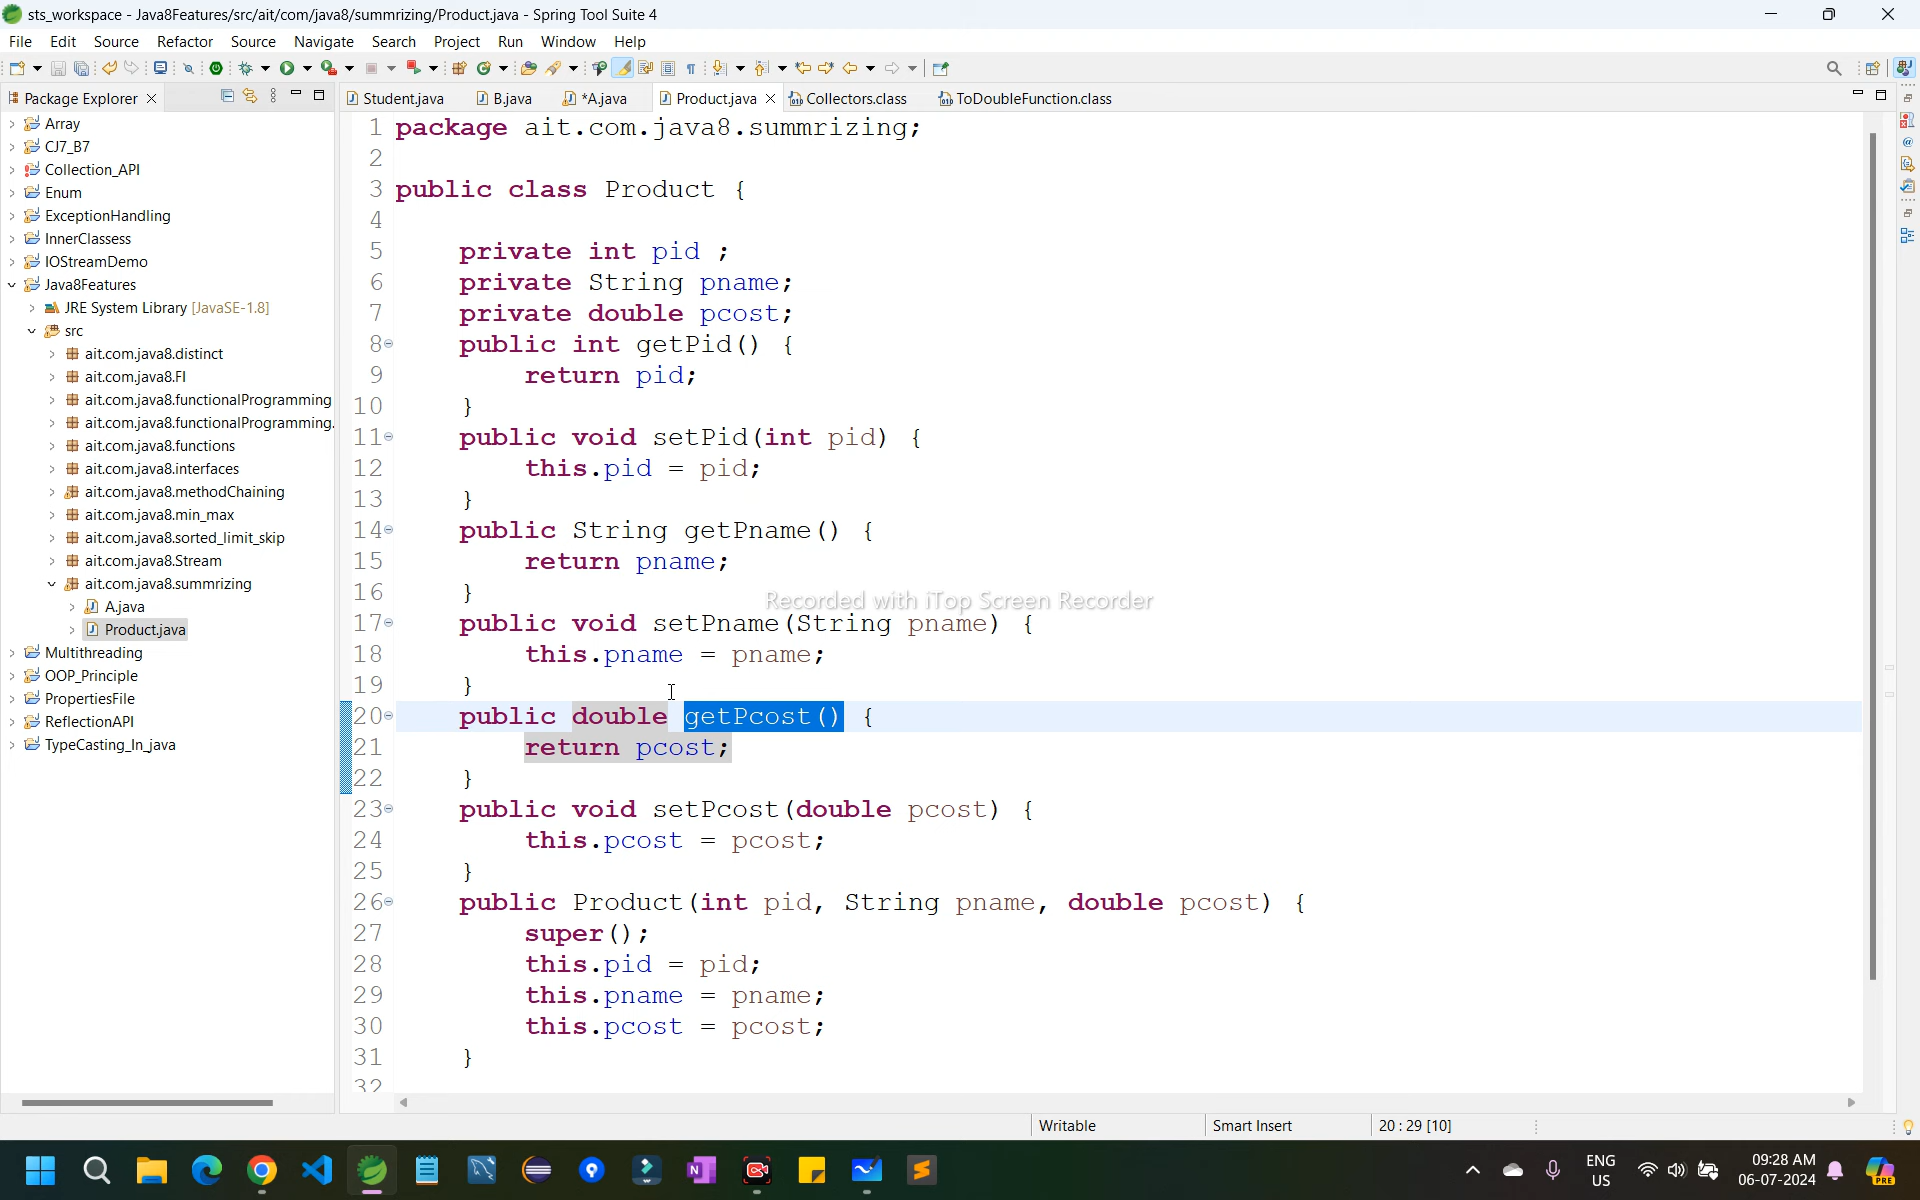 sts_workspace - Java8Features/src/ait/com/java8/summrizing/Product.java - Spring Tool Suite 4
File Edit Source Refactor Source Navigate Search Project Run Window Help
Package Explorer
Student.java B.java *A.java Product.java Collectors.class ToDoubleFunction.class
Array
CJ7_B7
Collection_API
Enum
ExceptionHandling
InnerClassess
IOStreamDemo
Java8Features
JRE System Library [JavaSE-1.8]
src
ait.com.java8.distinct
ait.com.java8.FI
ait.com.java8.functionalProgramming
ait.com.java8.functionalProgramming.
ait.com.java8.functions
ait.com.java8.interfaces
ait.com.java8.methodChaining
ait.com.java8.min_max
ait.com.java8.sorted_limit_skip
ait.com.java8.Stream
ait.com.java8.summrizing
A.java
Product.java
Multithreading
OOP_Principle
PropertiesFile
ReflectionAPI
TypeCasting_In_java
1 package ait.com.java8.summrizing;
2
3 public class Product {
4
5 private int pid ;
6 private String pname;
7 private double pcost;
8 public int getPid() {
9 return pid;
10 }
11 public void setPid(int pid) {
12 this.pid = pid;
13 }
14 public String getPname() {
15 return pname;
16 }
Recorded with iTop Screen Recorder
17 public void setPname(String pname) {
18 this.pname = pname;
19 }
20 public double getPcost() {
21 return pcost;
22 }
23 public void setPcost(double pcost) {
24 this.pcost = pcost;
25 }
26 public Product(int pid, String pname, double pcost) {
27 super();
28 this.pid = pid;
29 this.pname = pname;
30 this.pcost = pcost;
31 }
32
Writable Smart Insert 20 : 29 [10]
ENG
US
09:28 AM
06-07-2024
PRE